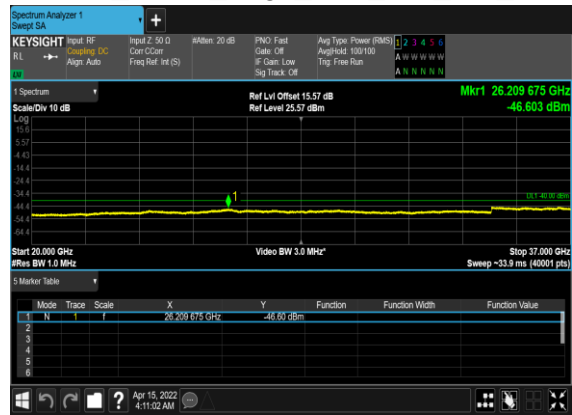 Spectrum Analyzer 1
Swept SA
KEYSIGHT Input: RF Input Z: 50 Ω #Atten: 20 dB PNO: Fast Avg Type: Power (RMS) 1 2 3 4 5 6
RL Coupling: DC Corr CCorr Gate: Off Avg|Hold: 100/100 A W W W W W
Align: Auto Freq Ref: Int (S) IF Gain: Low Trig: Free Run
Sig Track: Off A N N N N N
1 Spectrum Ref Lvl Offset 15.57 dB Mkr1 26.209 675 GHz
Scale/Div 10 dB Ref Level 25.57 dBm -46.603 dBm
Log
15.6
5.57
-4.43
-14.4
-24.4
-34.4 1 DL1 -40.00 dBm
-44.4
-54.4
-64.4
Start 20.000 GHz Video BW 3.0 MHz* Stop 37.000 GHz
#Res BW 1.0 MHz Sweep ~33.9 ms (40001 pts)
5 Marker Table
Mode Trace Scale X Y Function Function Width Function Value
1 N 1 f 26.209 675 GHz -46.60 dBm
2
3
4
5
6
? Apr 15, 2022
4:11:02 AM